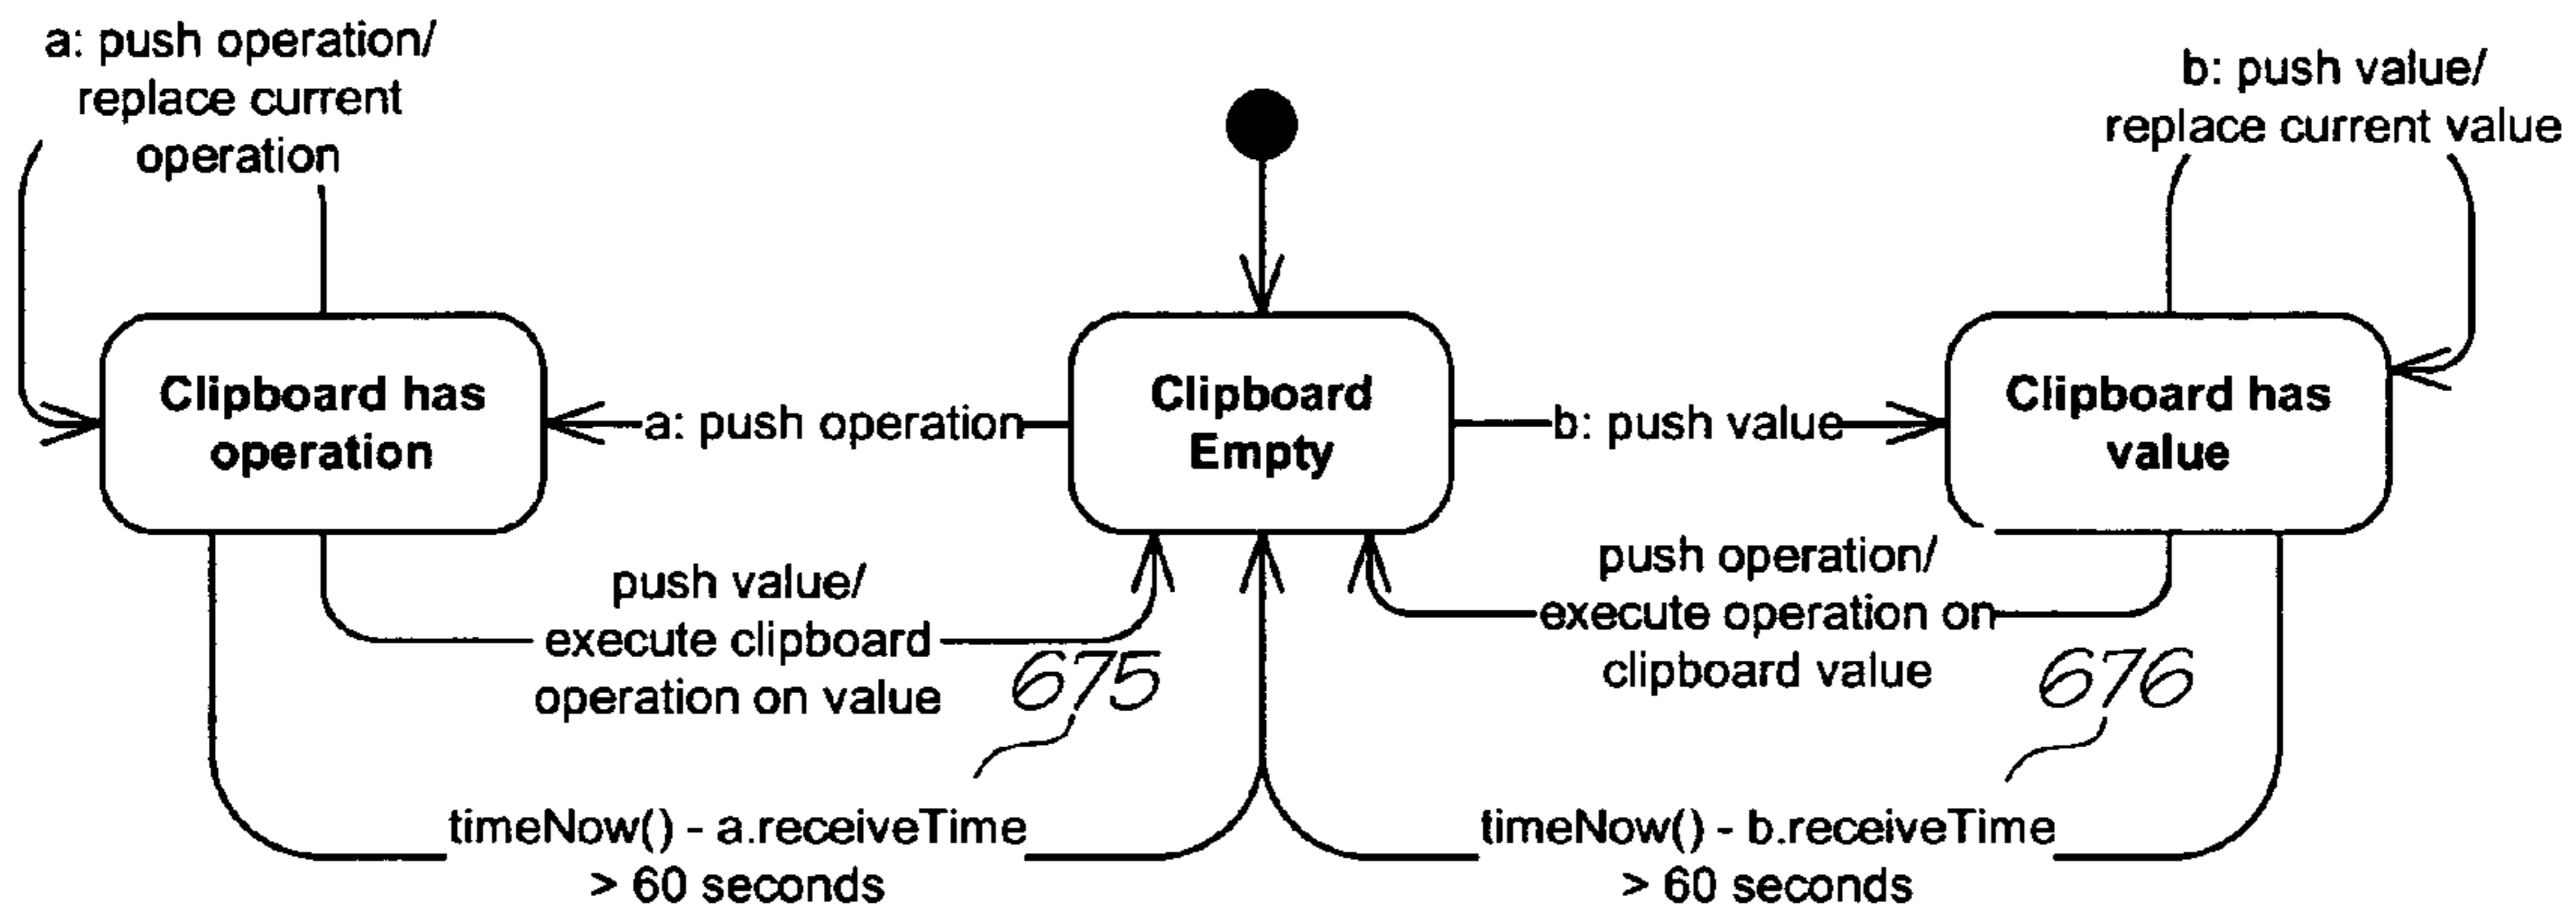 a: push operation/
replace current
operation
b: push value/
replace current value
Clipboard has
operation
a: push operation
Clipboard
Empty
b: push value
Clipboard has
value
push value/
execute clipboard
operation on value
675
push operation/
execute operation on
clipboard value
676
timeNow() - a.receiveTime
> 60 seconds
timeNow() - b.receiveTime
> 60 seconds